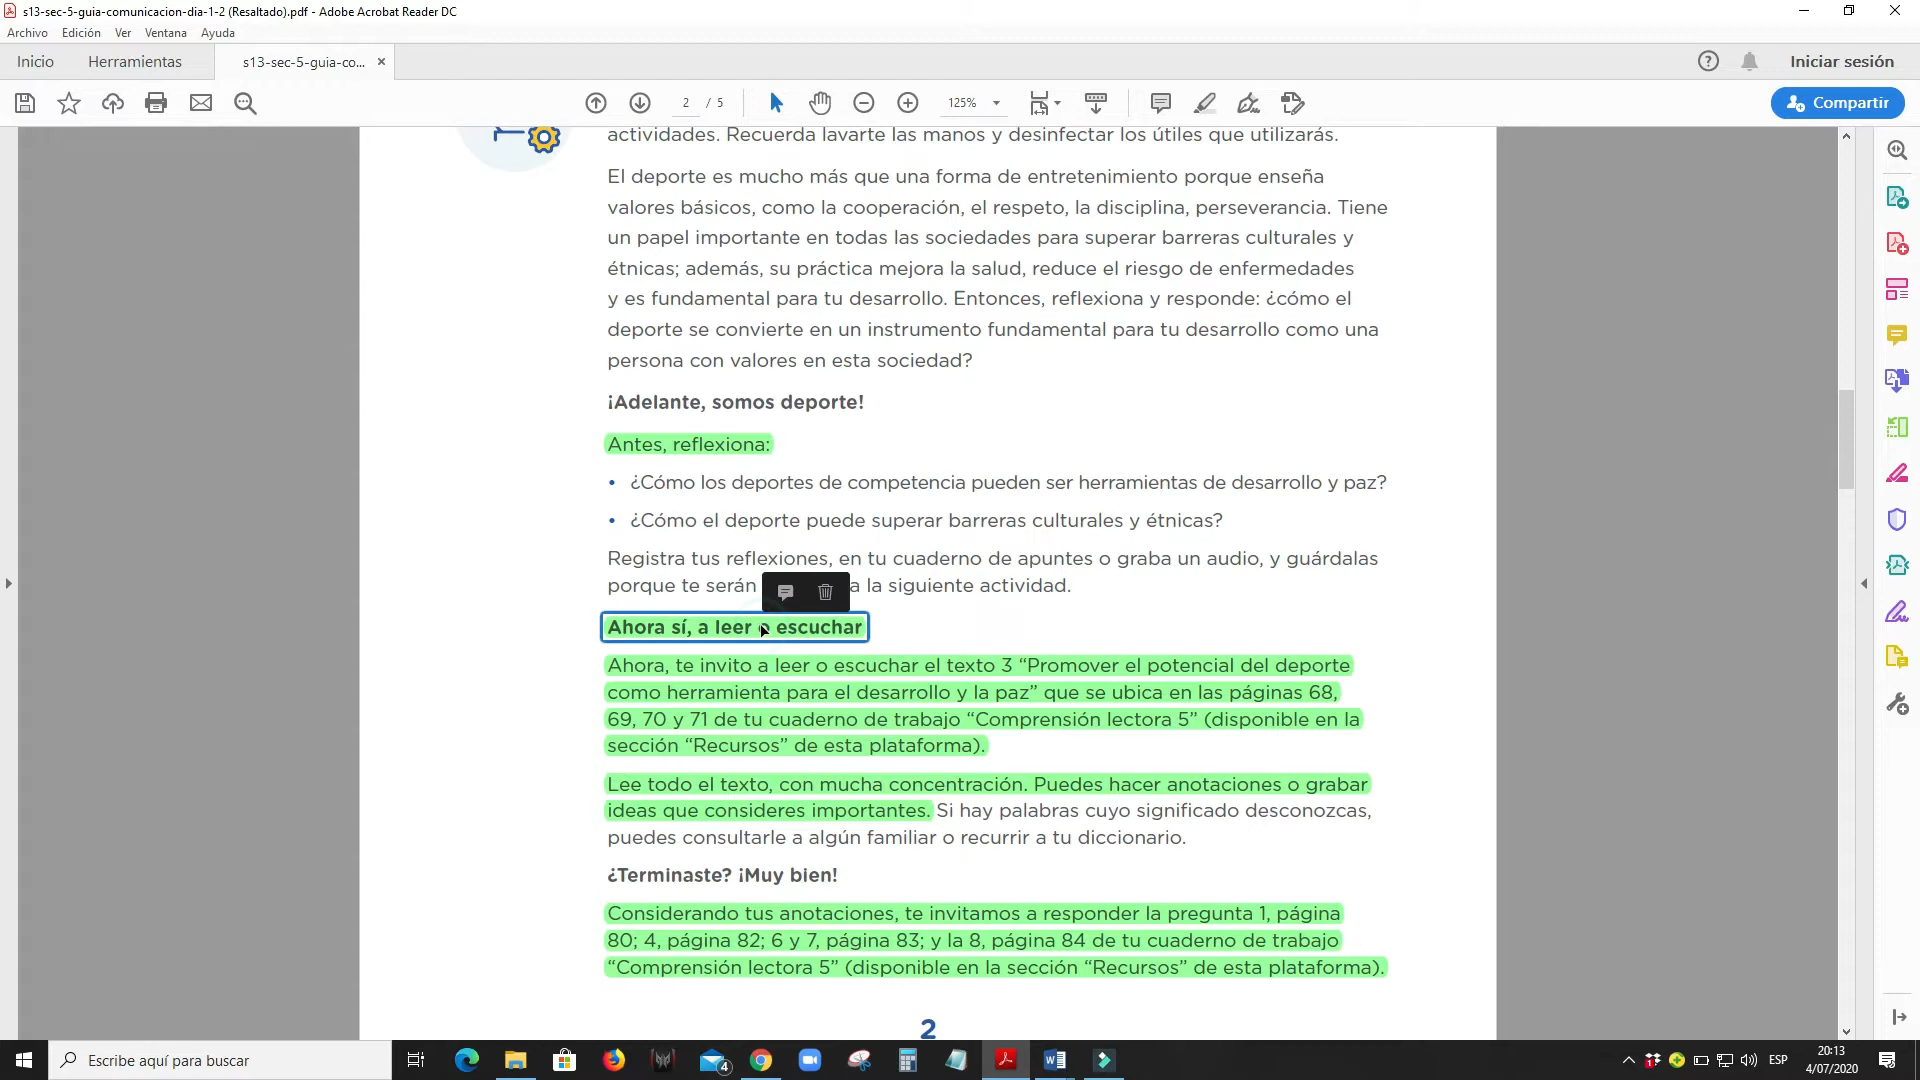 s13-sec-5-guia-comunicacion-dia-1-2 (Resaltado).pdf - Adobe Acrobat Reader DC
Archivo Edición Ver Ventana Ayuda
Inicio Herramientas s13-sec-5-guia-co... Iniciar sesión
2 / 5 125% Compartir
actividades. Recuerda lavarte las manos y desinfectar los útiles que utilizarás.
El deporte es mucho más que una forma de entretenimiento porque enseña
valores básicos, como la cooperación, el respeto, la disciplina, perseverancia. Tiene
un papel importante en todas las sociedades para superar barreras culturales y
étnicas; además, su práctica mejora la salud, reduce el riesgo de enfermedades
y es fundamental para tu desarrollo. Entonces, reflexiona y responde: ¿cómo el
deporte se convierte en un instrumento fundamental para tu desarrollo como una
persona con valores en esta sociedad?
¡Adelante, somos deporte!
Antes, reflexiona:
• ¿Cómo los deportes de competencia pueden ser herramientas de desarrollo y paz?
• ¿Cómo el deporte puede superar barreras culturales y étnicas?
Registra tus reflexiones, en tu cuaderno de apuntes o graba un audio, y guárdalas
porque te serán a la siguiente actividad.
Ahora sí, a leer o escuchar
Ahora, te invito a leer o escuchar el texto 3 “Promover el potencial del deporte
como herramienta para el desarrollo y la paz” que se ubica en las páginas 68,
69, 70 y 71 de tu cuaderno de trabajo “Comprensión lectora 5” (disponible en la
sección “Recursos” de esta plataforma).
Lee todo el texto, con mucha concentración. Puedes hacer anotaciones o grabar
ideas que consideres importantes. Si hay palabras cuyo significado desconozcas,
puedes consultarle a algún familiar o recurrir a tu diccionario.
¿Terminaste? ¡Muy bien!
Considerando tus anotaciones, te invitamos a responder la pregunta 1, página
80; 4, página 82; 6 y 7, página 83; y la 8, página 84 de tu cuaderno de trabajo
“Comprensión lectora 5” (disponible en la sección “Recursos” de esta plataforma).
2
Escribe aquí para buscar 4 1 ESP 20:13
4/07/2020